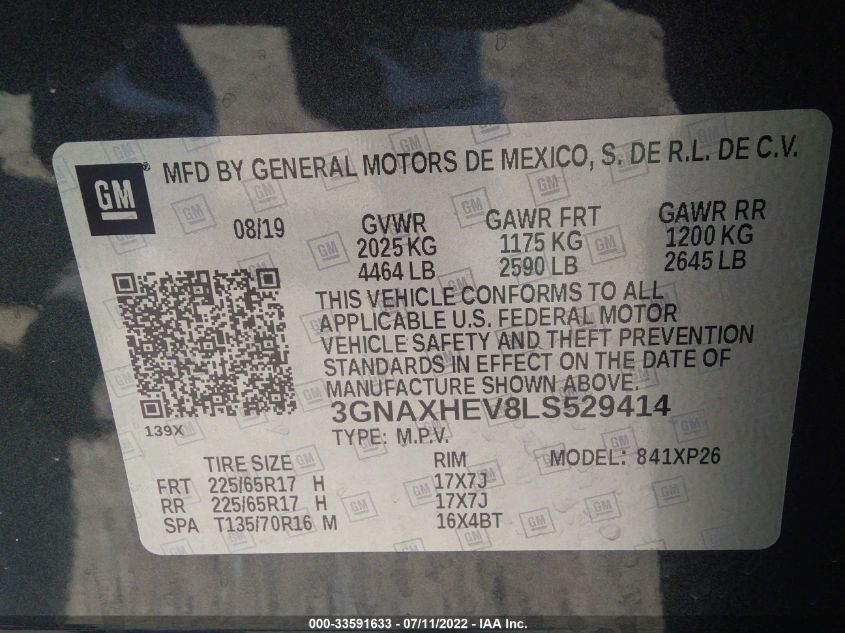 GM ® MFD BY GENERAL MOTORS DE MEXICO, S. DE R.L. DE C.V.
08/19 GVWR GAWR FRT GAWR RR
2025 KG 1175 KG 1200 KG
4464 LB 2590 LB 2645 LB
THIS VEHICLE CONFORMS TO ALL
APPLICABLE U.S. FEDERAL MOTOR
VEHICLE SAFETY AND THEFT PREVENTION
STANDARDS IN EFFECT ON THE DATE OF
MANUFACTURE SHOWN ABOVE.
3GNAXHEV8LS529414
139X
TYPE: M.P.V.
TIRE SIZE RIM MODEL: 841XP26
FRT 225/65R17 H 17X7J
RR 225/65R17 H 17X7J
SPA T135/70R16 M 16X4BT
000-33591633 - 07/11/2022 - IAA Inc.